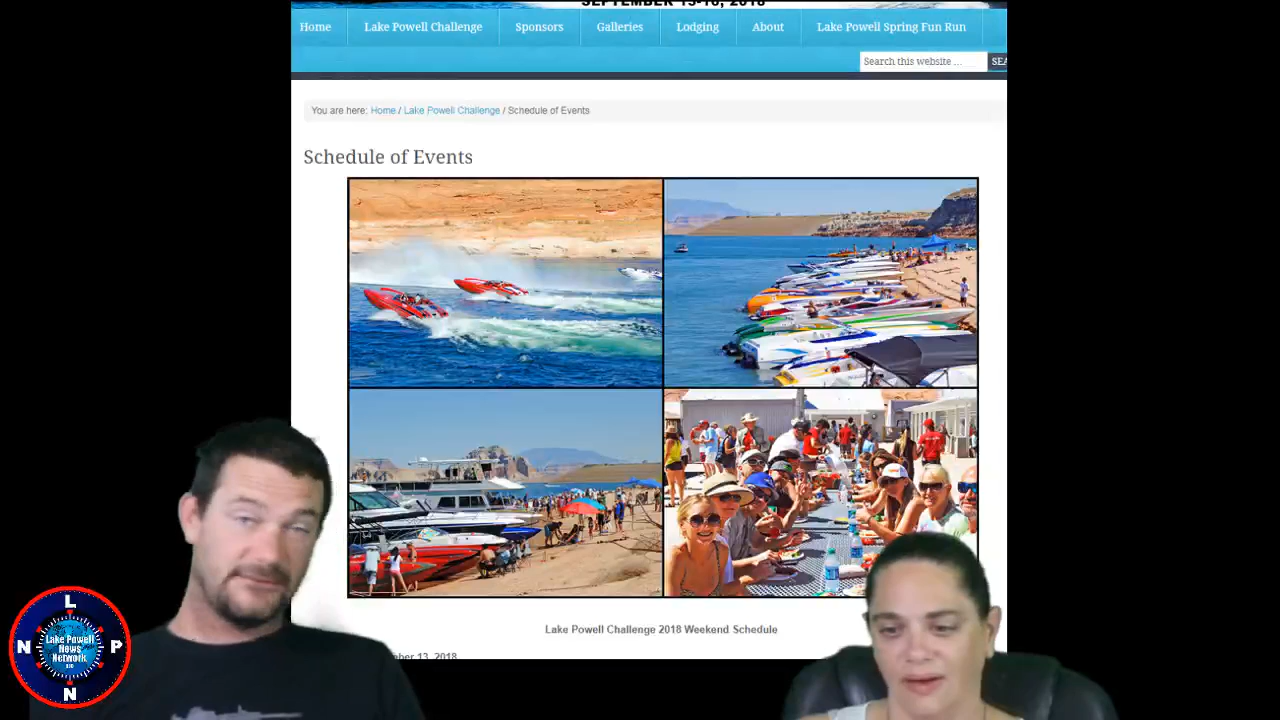 SEPTEMBER 13-16, 2018
Home
Lake Powell Challenge
Sponsors
Galleries
Lodging
About
Lake Powell Spring Fun Run
Search this website ...
You are here: Home / Lake Powell Challenge / Schedule of Events
Schedule of Events
Lake Powell Challenge 2018 Weekend Schedule
13, 2018
L
N
P
N
Lake Powell
News
Network